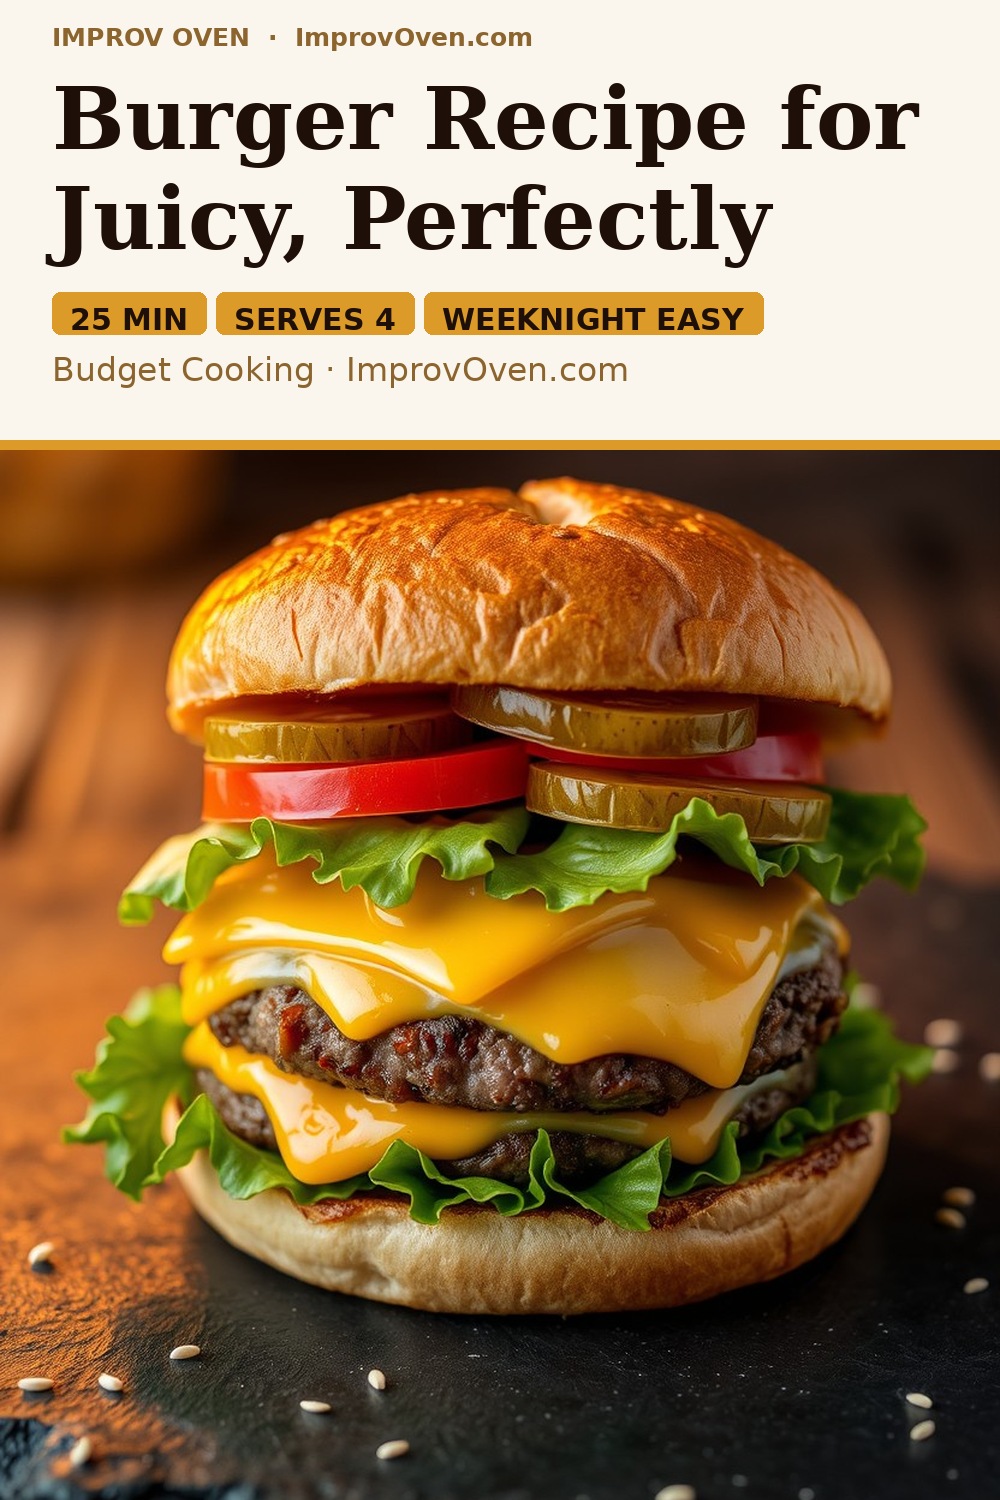 IMPROV OVEN · ImprovOven.com
Burger Recipe for
Juicy, Perfectly
25 MIN SERVES 4 WEEKNIGHT EASY
Budget Cooking · ImprovOven.com